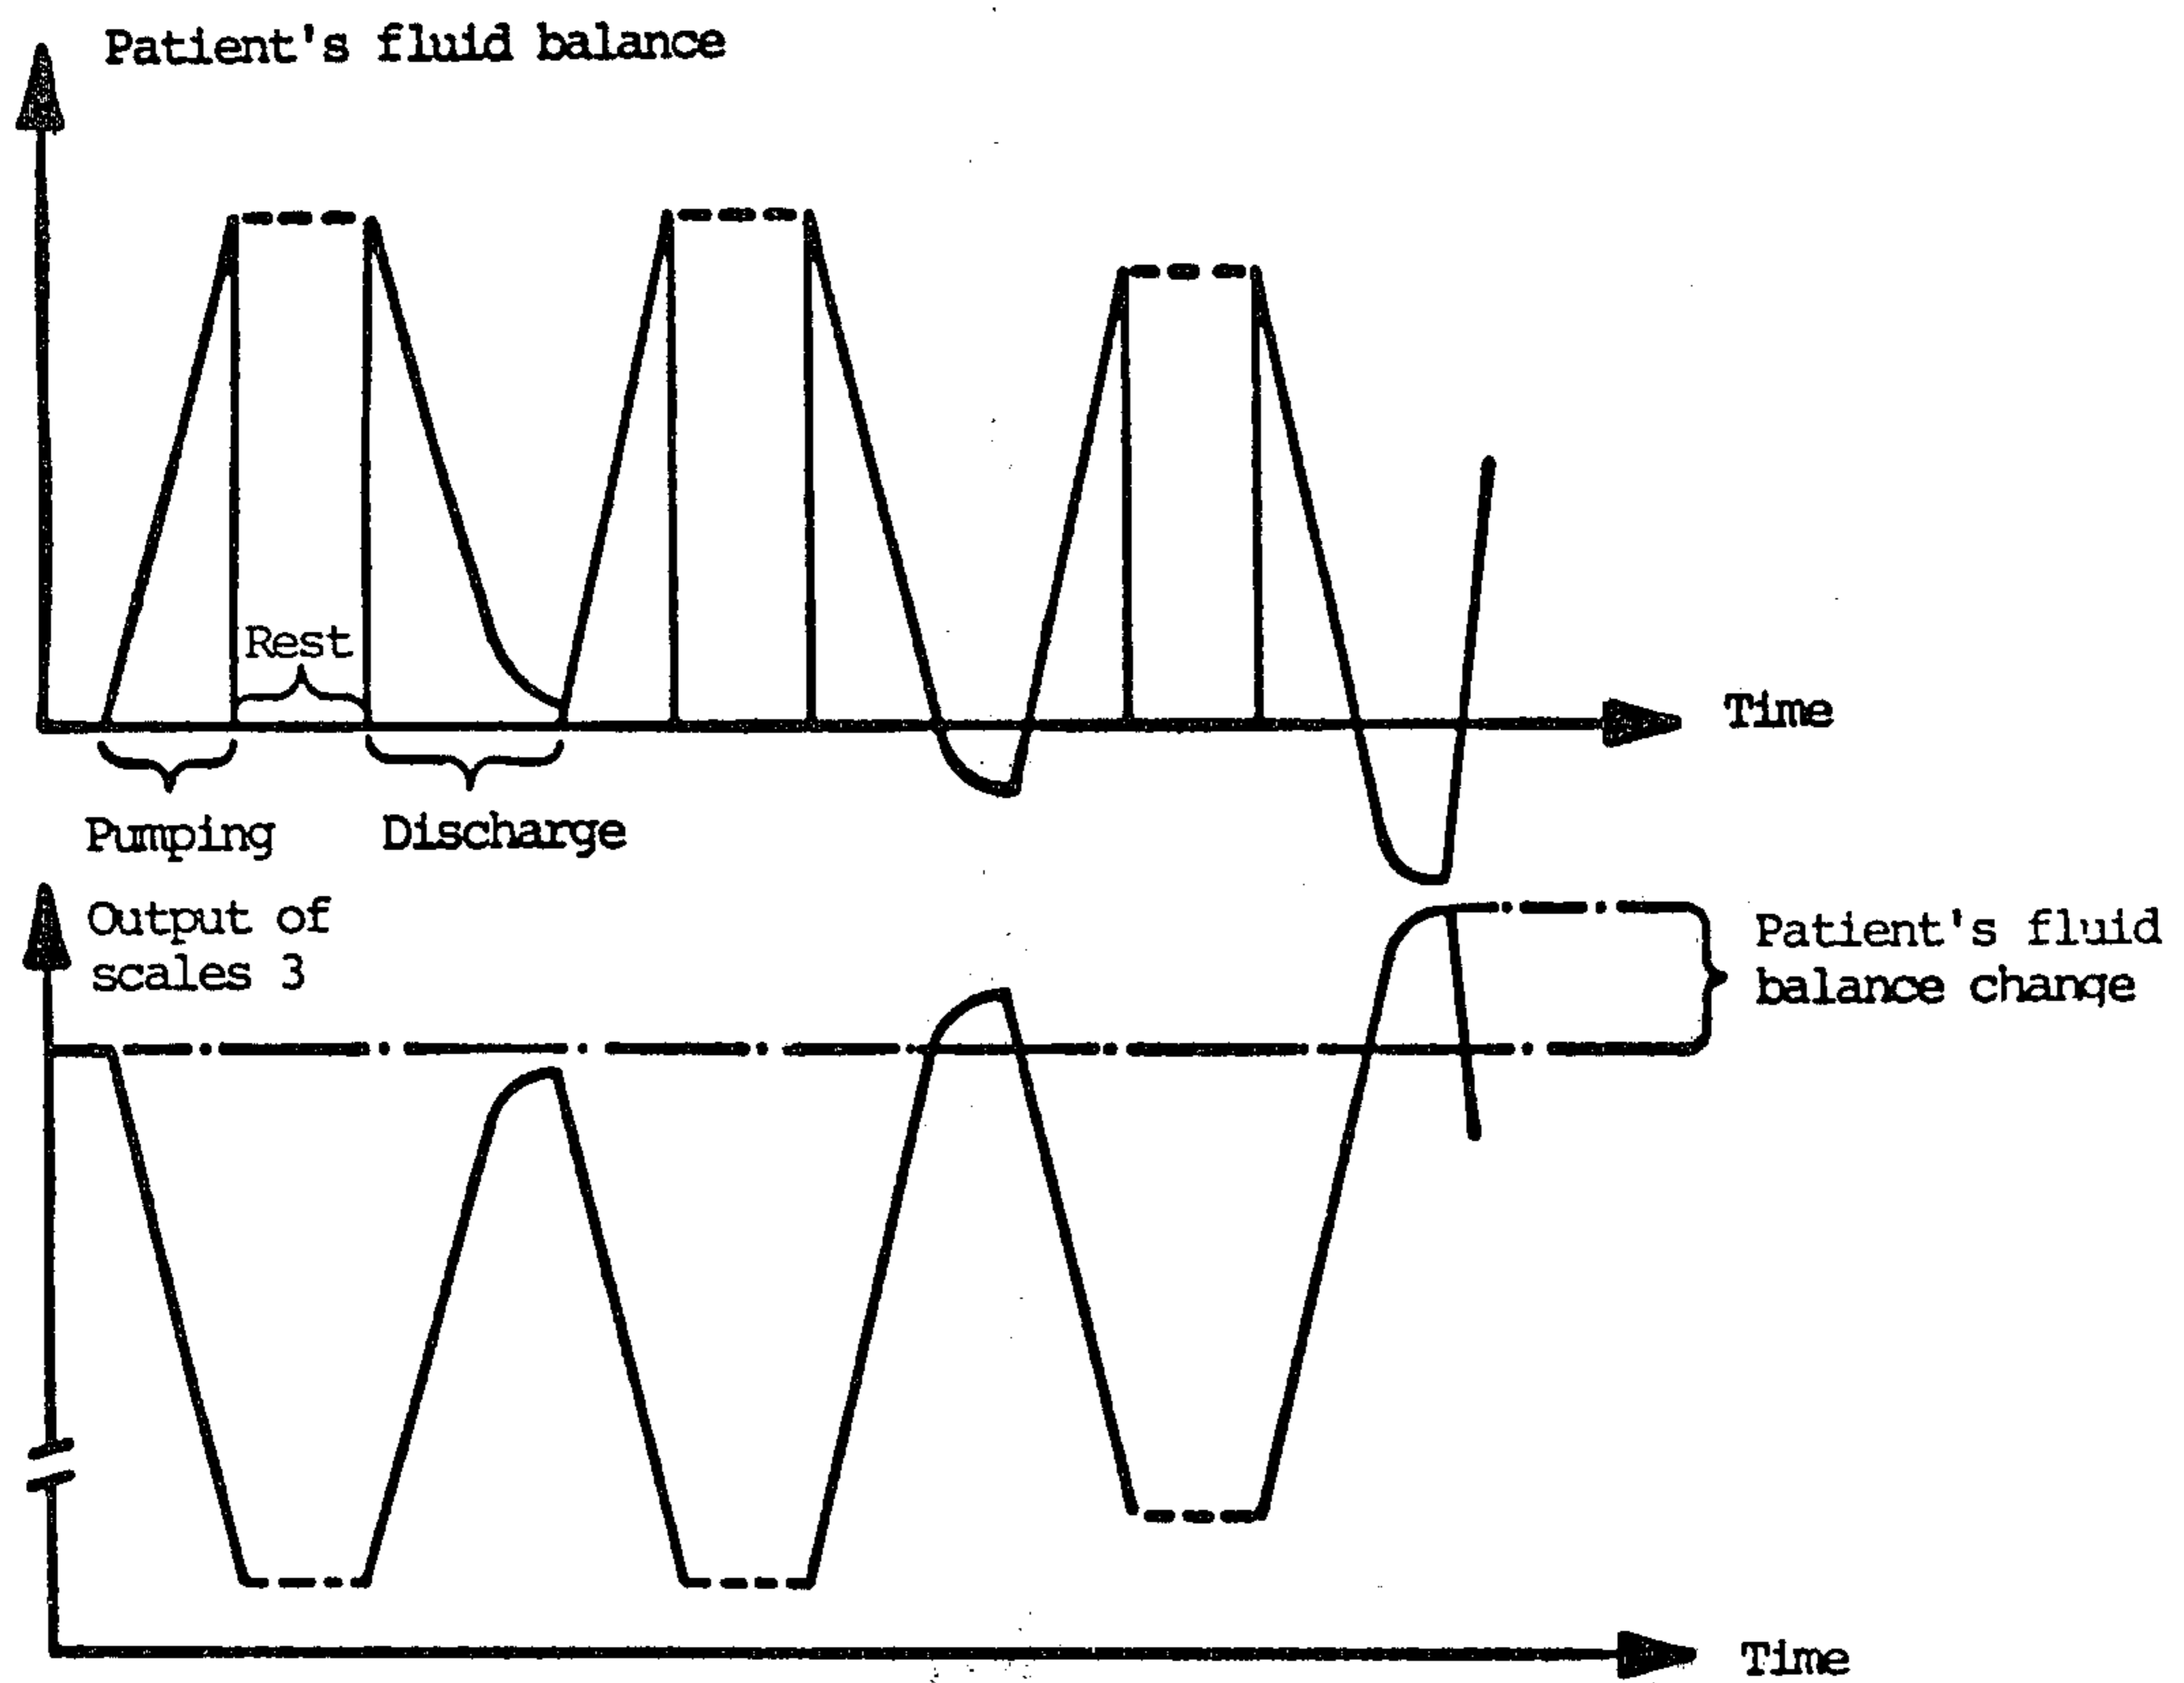 Patient's fluid balance
Rest
Time
Pumping
Discharge
Output of
scales 3
Patient's fluid
balance change
Time